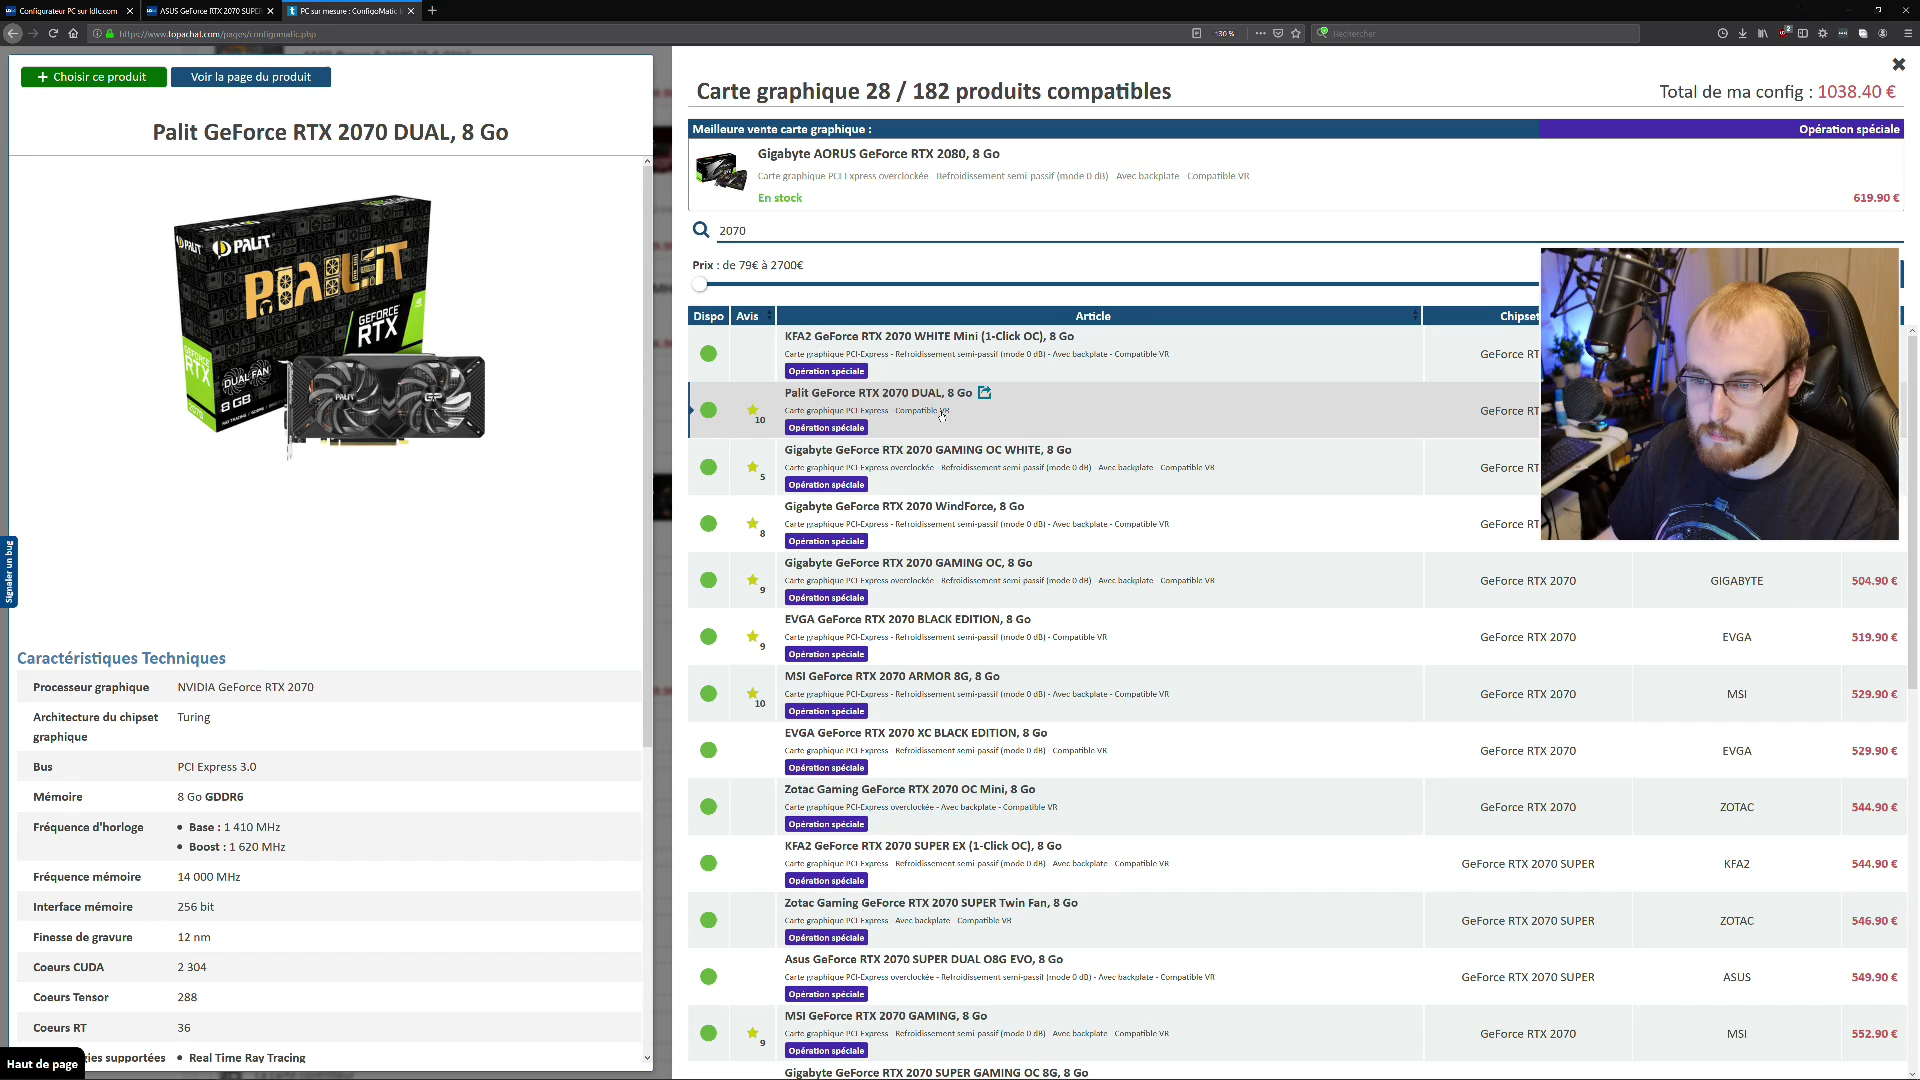 Configurateur PC sur ldlc.com
ASUS GeForce RTX 2070 SUPER
PC sur mesure : ConfigoMatic
https://www.topachat.com/pages/configomatic.php
130 %
Rechercher
Choisir ce produit
Voir la page du produit
Palit GeForce RTX 2070 DUAL, 8 Go
PALIT
PALIT
GEFORCE
RTX
GEFORCE
RTX
DUAL FAN
8 GB
2070
Signaler un bug
Caractéristiques Techniques
Processeur graphique NVIDIA GeForce RTX 2070
Architecture du chipset graphique Turing
Bus PCI Express 3.0
Mémoire 8 Go GDDR6
Fréquence d'horloge • Base : 1 410 MHz
• Boost : 1 620 MHz
Fréquence mémoire 14 000 MHz
Interface mémoire 256 bit
Finesse de gravure 12 nm
Coeurs CUDA 2 304
Coeurs Tensor 288
Coeurs RT 36
gies supportées • Real Time Ray Tracing
Haut de page
Carte graphique 28 / 182 produits compatibles
Total de ma config : 1038.40 €
Meilleure vente carte graphique :
Opération spéciale
Gigabyte AORUS GeForce RTX 2080, 8 Go
Carte graphique PCI-Express overclockée - Refroidissement semi-passif (mode 0 dB) - Avec backplate - Compatible VR
En stock
619.90 €
2070
Prix : de 79€ à 2700€
Dispo Avis Article Chipset
KFA2 GeForce RTX 2070 WHITE Mini (1-Click OC), 8 Go
Carte graphique PCI-Express - Refroidissement semi-passif (mode 0 dB) - Avec backplate - Compatible VR
Opération spéciale
GeForce RT
Palit GeForce RTX 2070 DUAL, 8 Go
Carte graphique PCI-Express - Compatible VR
Opération spéciale
10
GeForce RT
Gigabyte GeForce RTX 2070 GAMING OC WHITE, 8 Go
Carte graphique PCI-Express overclockée - Refroidissement semi-passif (mode 0 dB) - Avec backplate - Compatible VR
Opération spéciale
5
GeForce RT
Gigabyte GeForce RTX 2070 WindForce, 8 Go
Carte graphique PCI-Express - Refroidissement semi-passif (mode 0 dB) - Avec backplate - Compatible VR
Opération spéciale
8
GeForce RT
Gigabyte GeForce RTX 2070 GAMING OC, 8 Go
Carte graphique PCI-Express overclockée - Refroidissement semi-passif (mode 0 dB) - Avec backplate - Compatible VR
Opération spéciale
9
GeForce RTX 2070 GIGABYTE 504.90 €
EVGA GeForce RTX 2070 BLACK EDITION, 8 Go
Carte graphique PCI-Express - Refroidissement semi-passif (mode 0 dB) - Compatible VR
Opération spéciale
9
GeForce RTX 2070 EVGA 519.90 €
MSI GeForce RTX 2070 ARMOR 8G, 8 Go
Carte graphique PCI-Express - Refroidissement semi-passif (mode 0 dB) - Avec backplate - Compatible VR
Opération spéciale
10
GeForce RTX 2070 MSI 529.90 €
EVGA GeForce RTX 2070 XC BLACK EDITION, 8 Go
Carte graphique PCI-Express - Refroidissement semi-passif (mode 0 dB) - Compatible VR
Opération spéciale
GeForce RTX 2070 EVGA 529.90 €
Zotac Gaming GeForce RTX 2070 OC Mini, 8 Go
Carte graphique PCI-Express overclockée - Avec backplate - Compatible VR
Opération spéciale
GeForce RTX 2070 ZOTAC 544.90 €
KFA2 GeForce RTX 2070 SUPER EX (1-Click OC), 8 Go
Carte graphique PCI-Express - Refroidissement semi-passif (mode 0 dB) - Avec backplate - Compatible VR
Opération spéciale
GeForce RTX 2070 SUPER KFA2 544.90 €
Zotac Gaming GeForce RTX 2070 SUPER Twin Fan, 8 Go
Carte graphique PCI-Express - Avec backplate - Compatible VR
Opération spéciale
GeForce RTX 2070 SUPER ZOTAC 546.90 €
Asus GeForce RTX 2070 SUPER DUAL O8G EVO, 8 Go
Carte graphique PCI-Express overclockée - Refroidissement semi-passif (mode 0 dB) - Avec backplate - Compatible VR
Opération spéciale
GeForce RTX 2070 SUPER ASUS 549.90 €
MSI GeForce RTX 2070 GAMING, 8 Go
Carte graphique PCI-Express - Refroidissement semi-passif (mode 0 dB) - Avec backplate - Compatible VR
Opération spéciale
9
GeForce RTX 2070 MSI 552.90 €
Gigabyte GeForce RTX 2070 SUPER GAMING OC 8G, 8 Go